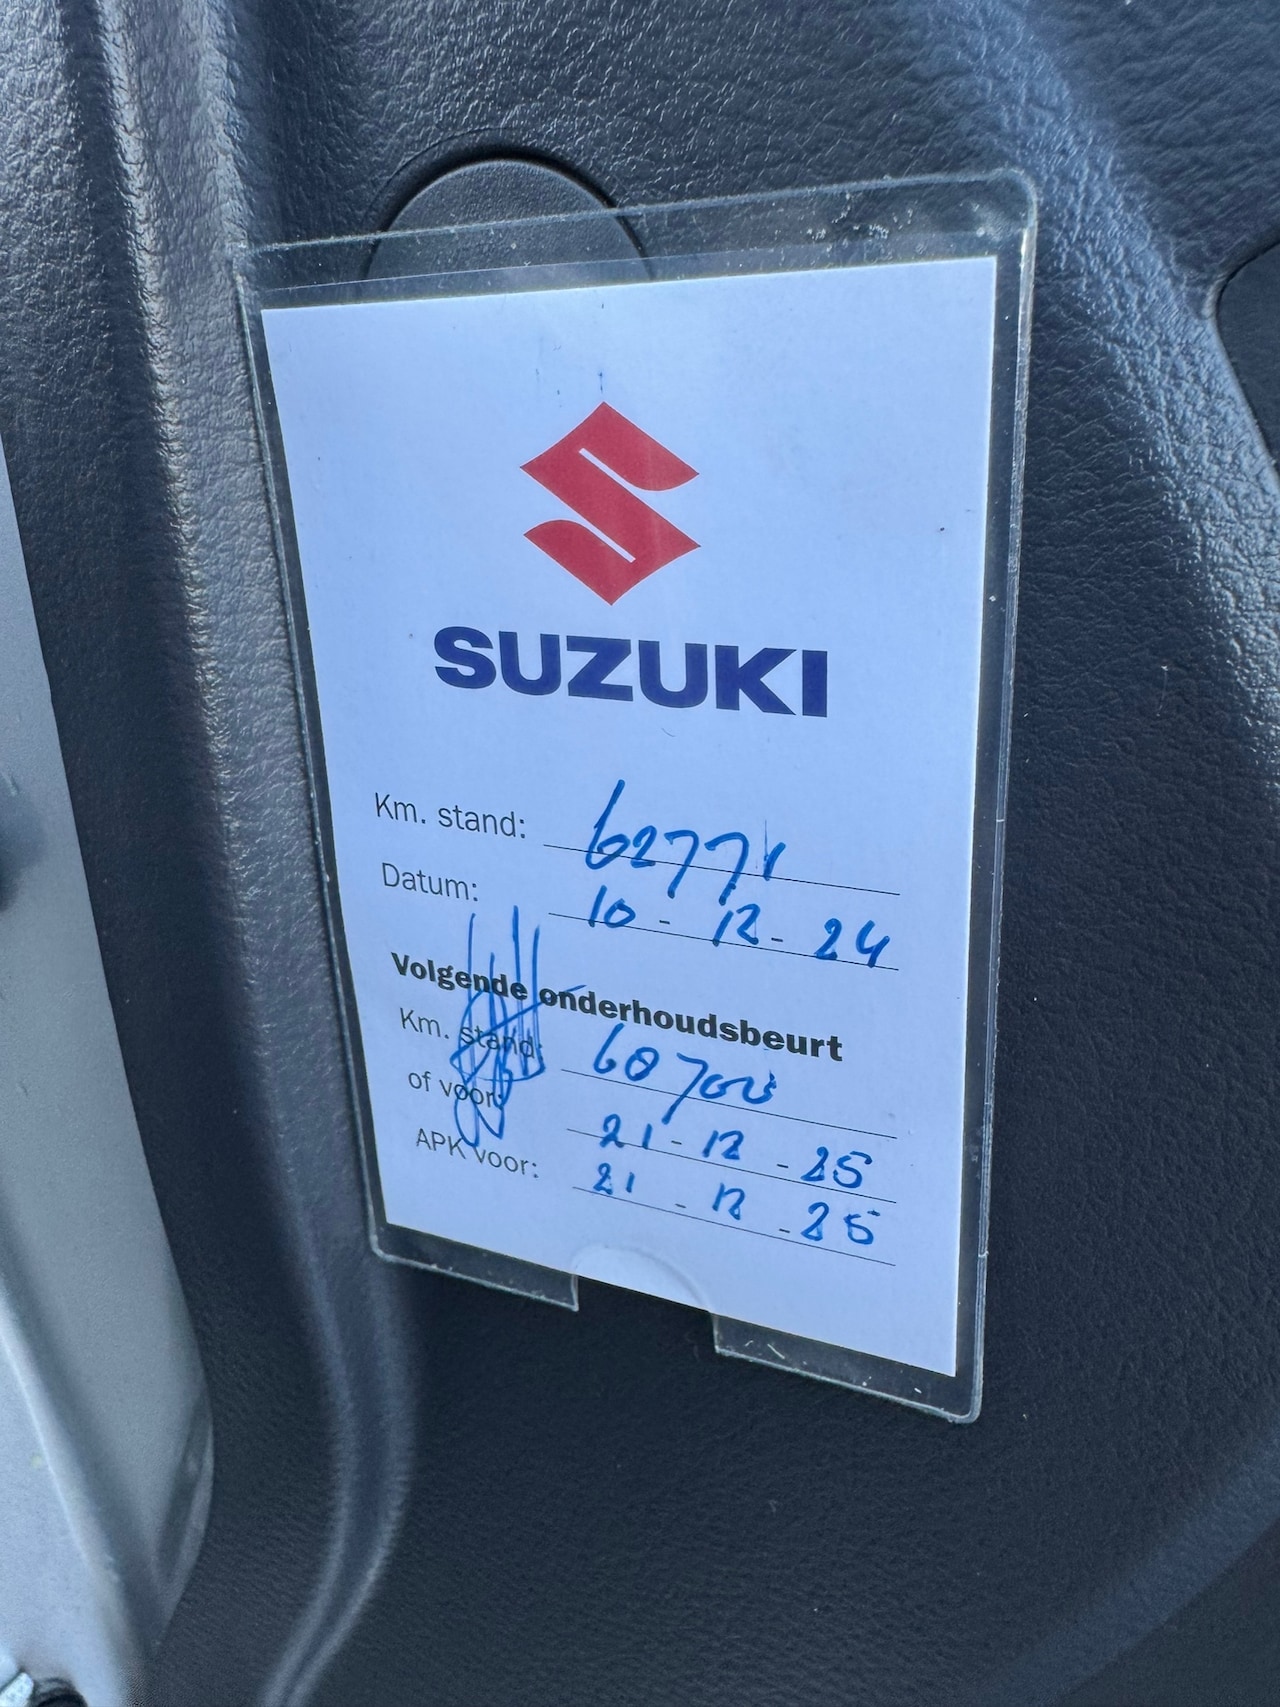 SUZUKI
Km. stand: 62771
Datum: 10 - 12 - 24
Volgende onderhoudsbeurt
Km. stand: 60700
of voor: 21 - 12 - 25
APK voor: 21 - 12 - 25